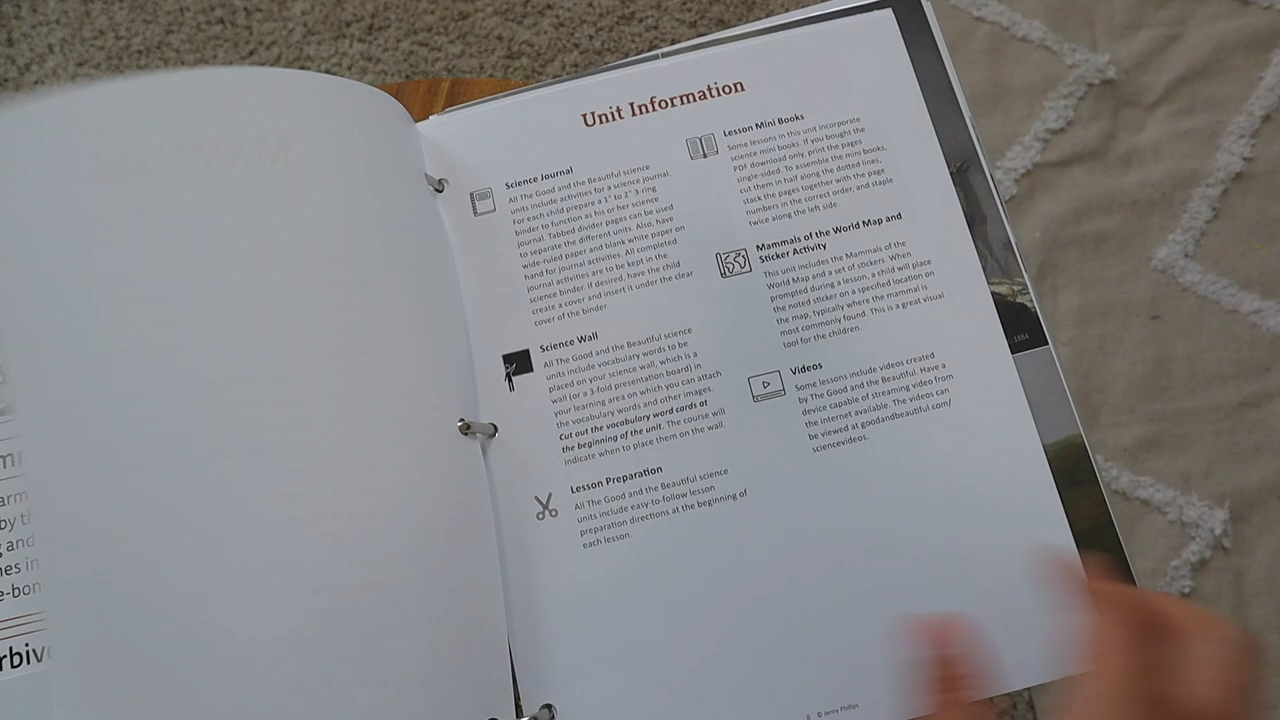 Unit Information
Science Journal
All The Good and the Beautiful science
units include activities for a science journal.
For each child prepare a 1" to 2" 3-ring
binder to function as his or her science
journal. Tabbed divider pages can be used
to separate the different units. Also, have
wide-ruled paper and blank white paper on
hand for journal activities. All completed
journal activities are to be kept in the
science binder. If desired, have the child
create a cover and insert it under the clear
cover of the binder.
Science Wall
All The Good and the Beautiful science
units include vocabulary words to be
placed on your science wall, which is a
wall (or a 3-fold presentation board) in
your learning area on which you can attach
the vocabulary words and other images.
Cut out the vocabulary word cards at
the beginning of the unit. The course will
indicate when to place them on the wall.
Lesson Preparation
All The Good and the Beautiful science
units include easy-to-follow lesson
preparation directions at the beginning of
each lesson.
Lesson Mini Books
Some lessons in this unit incorporate
science mini books. If you bought the
PDF download only, print the pages
single-sided. To assemble the mini books,
cut them in half along the dotted lines,
stack the pages together with the page
numbers in the correct order, and staple
twice along the left side.
Mammals of the World Map and
Sticker Activity
This unit includes the Mammals of the
World Map and a set of stickers. When
prompted during a lesson, a child will place
the noted sticker on a specified location on
the map, typically where the mammal is
most commonly found. This is a great visual
tool for the children.
Videos
Some lessons include videos created
by The Good and the Beautiful. Have a
device capable of streaming video from
the internet available. The videos can
be viewed at goodandbeautiful.com/
sciencevideos.
© Jenny Phillips
1884
by th
g and
nes in
e-bon
rbiv